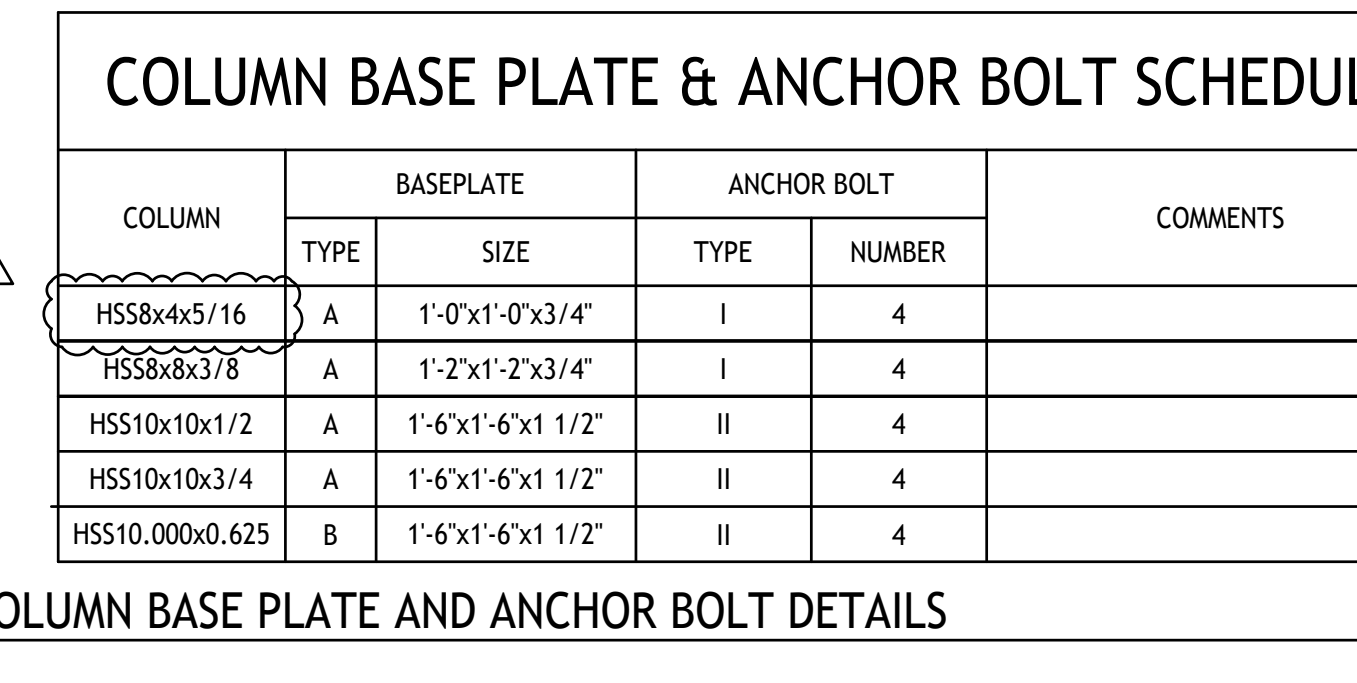 COLUMN BASE PLATE & ANCHOR BOLT SCHEDUL
COLUMN BASEPLATE ANCHOR BOLT COMMENTS
TYPE SIZE TYPE NUMBER
HSS8x4x5/16 A 1'-0"x1'-0"x3/4" I 4
HSS8x8x3/8 A 1'-2"x1'-2"x3/4" I 4
HSS10x10x1/2 A 1'-6"x1'-6"x1 1/2" II 4
HSS10x10x3/4 A 1'-6"x1'-6"x1 1/2" II 4
HSS10.000x0.625 B 1'-6"x1'-6"x1 1/2" II 4
OLUMN BASE PLATE AND ANCHOR BOLT DETAILS